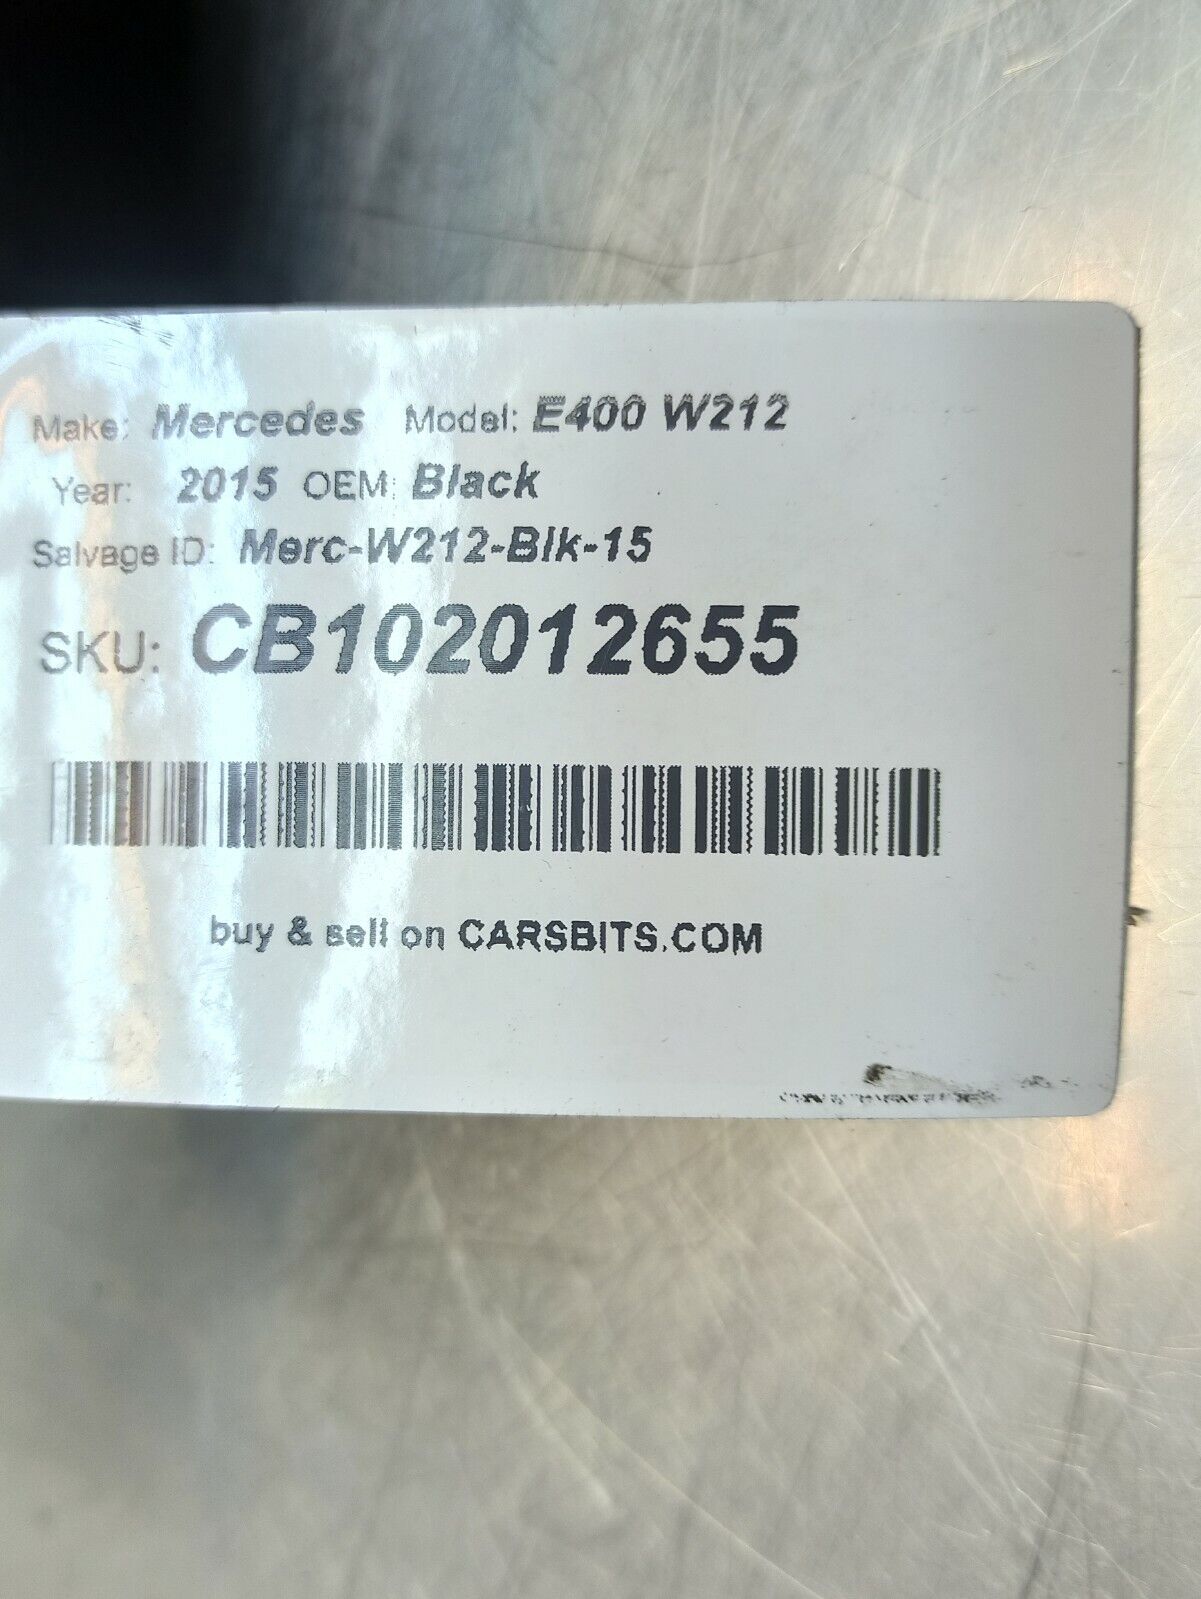 Make: Mercedes Model: E400 W212
Year: 2015 OEM: Black
Salvage ID: Merc-W212-Blk-15
SKU: CB102012655
buy & sell on CARSBITS.COM